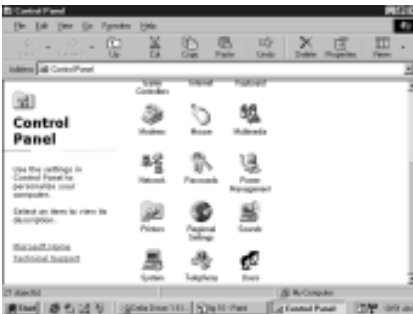 Control Panel
File Edit View Go Favorites Help
Up Cut Copy Paste Undo Delete Properties Views
Address Control Panel
Game Controllers Internet Keyboard
Control
Panel
Modems Mouse Multimedia
Use the settings in
Control Panel to
personalize your
computer.
Network Passwords Power Management
Select an item to view its
description.
Printers Regional Settings Sounds
Microsoft Home
Technical Support
System Telephony Users
My Computer
Start Control Panel